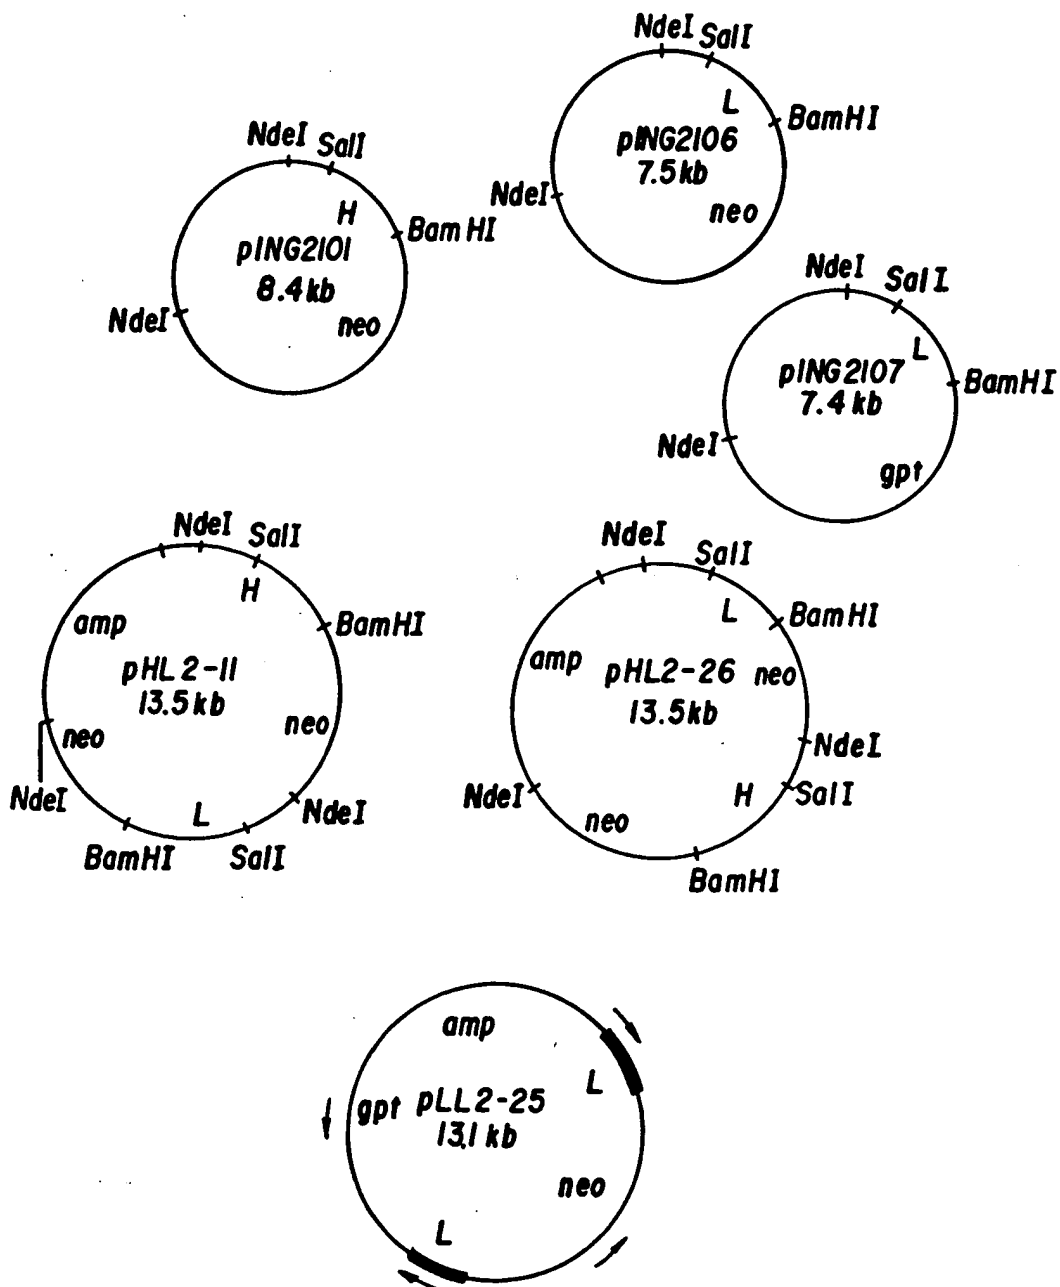 NdeI SalI
L
BamHI
pING2106
7.5kb
NdeI
neo
NdeI SalI
H
BamHI
pING2101
8.4kb
NdeI
neo
NdeI SalI
L
BamHI
pING2107
7.4kb
NdeI
gpt
NdeI SalI
H
BamHI
amp
pHL2-11
13.5kb
neo
neo
NdeI
NdeI
L
BamHI SalI
NdeI
SalI
L
BamHI
amp
pHL2-26
neo
13.5kb
NdeI
NdeI
H
SalI
neo
BamHI
amp
L
gpt
pLL2-25
13,1kb
neo
L